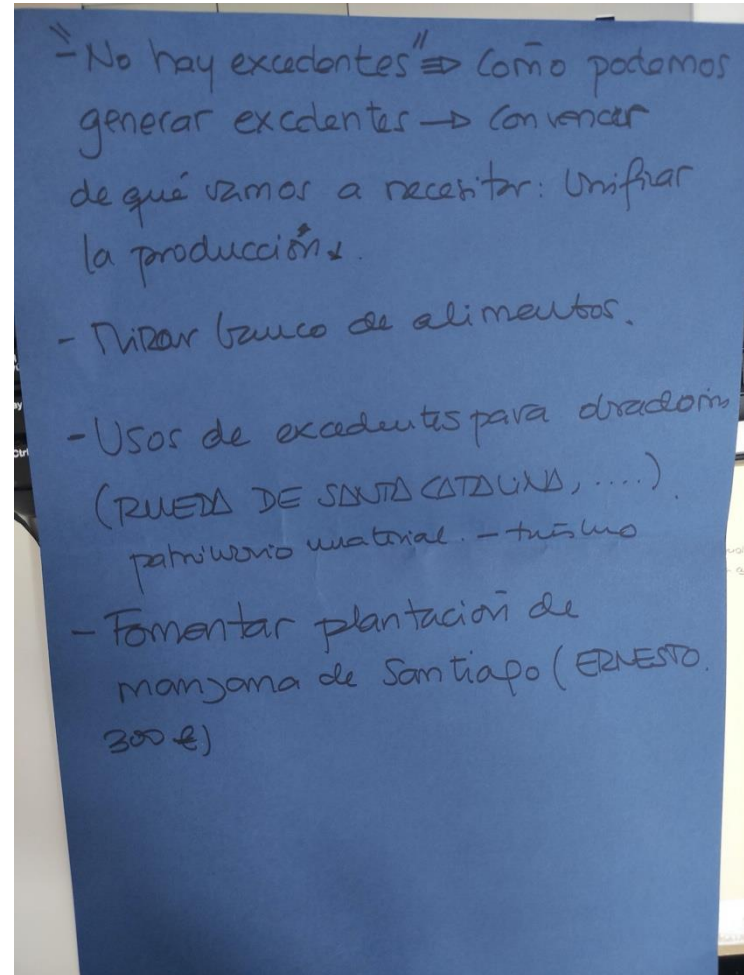 - "No hay excedentes" ⇒ Como podemos
generar excedentes → Convencer
de qué vamos a necesitar: Unificar
la producción.
- Mirar banco de alimentos.
- Usos de excedentes para
(RUEDA DE SANTA CATALINA, ....).
patrimonio material. - turismo
- Fomentar plantación de
manzana de Santiago (ERNESTO.
300 €)